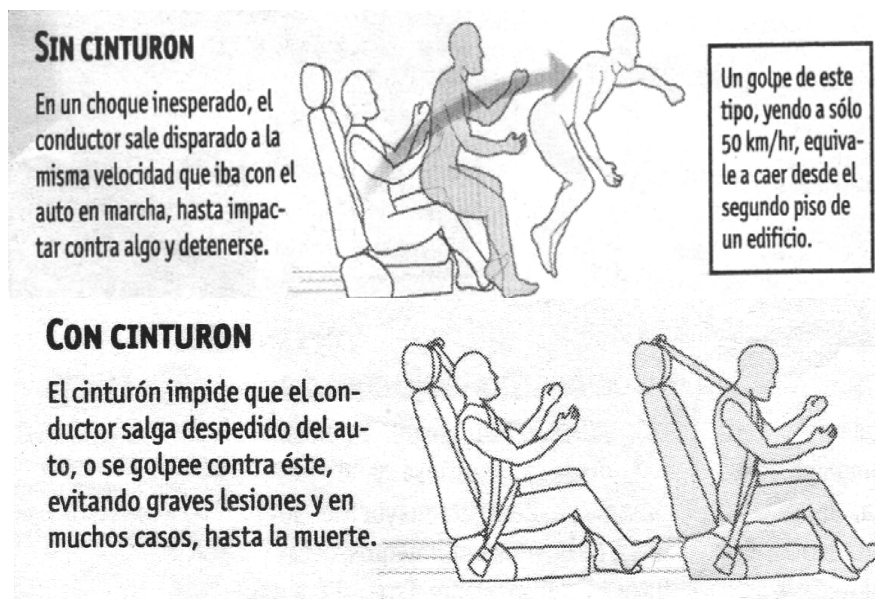 SIN CINTURON
En un choque inesperado, el
conductor sale disparado a la
misma velocidad que iba con el
auto en marcha, hasta impac-
tar contra algo y detenerse.
Un golpe de este
tipo, yendo a sólo
50 km/hr, equiva-
le a caer desde el
segundo piso de
un edificio.
CON CINTURON
El cinturón impide que el con-
ductor salga despedido del au-
to, o se golpee contra éste,
evitando graves lesiones y en
muchos casos, hasta la muerte.